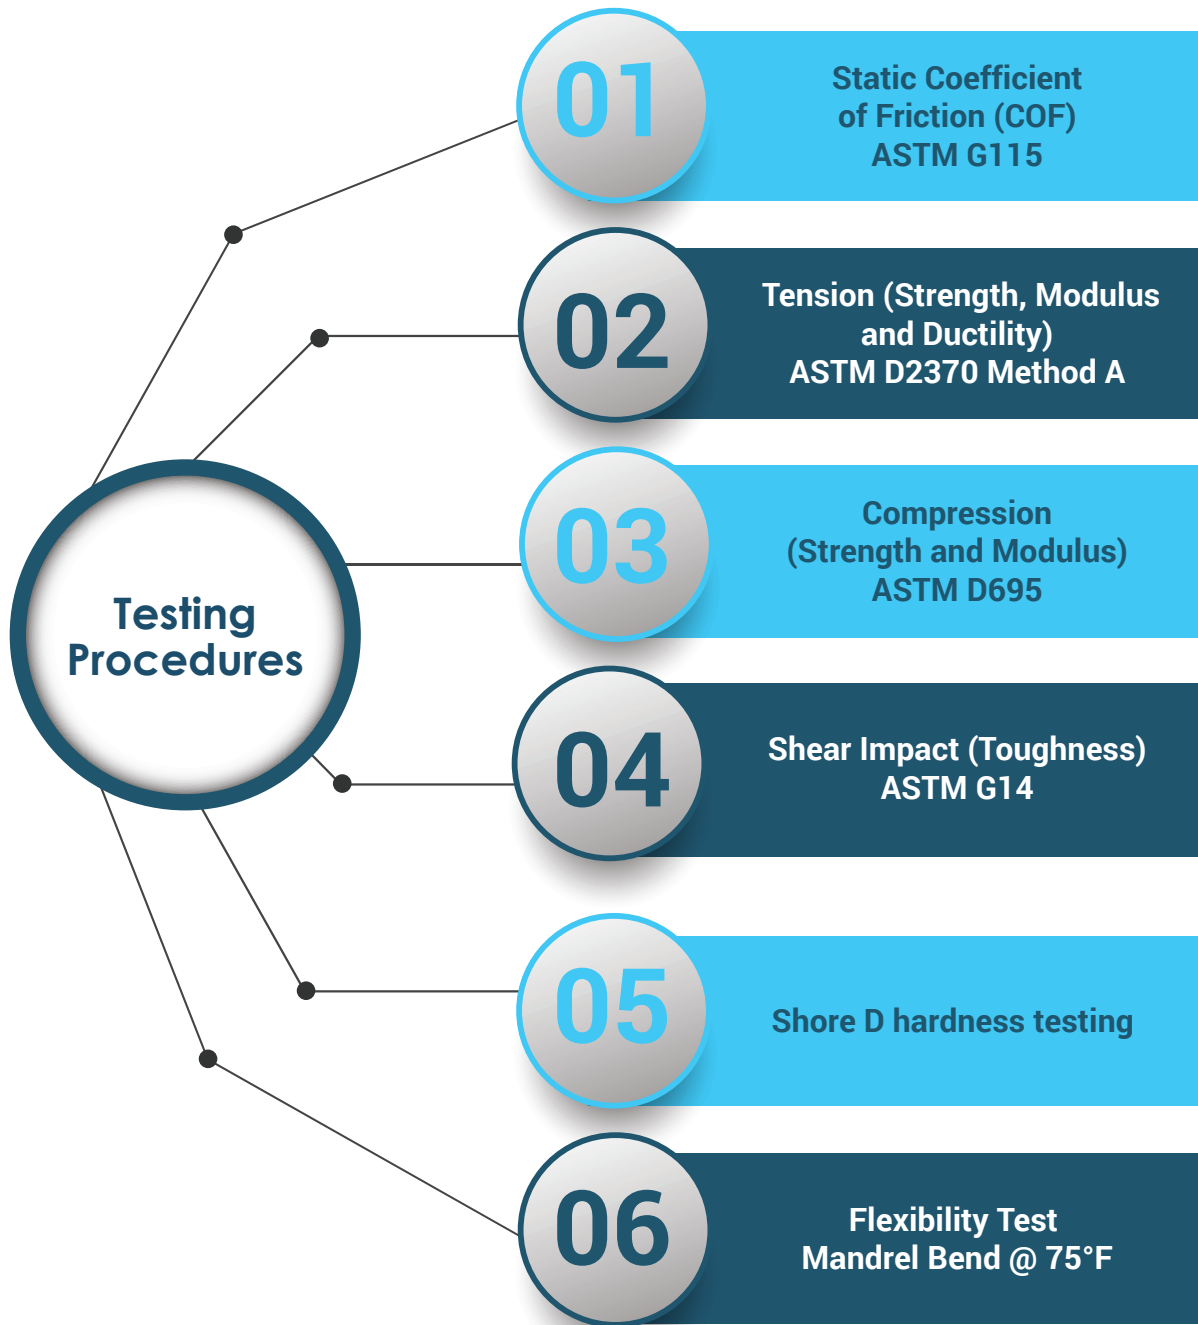 01
Static Coefficient
of Friction (COF)
ASTM G115
02
Tension (Strength, Modulus
and Ductility)
ASTM D2370 Method A
03
Compression
(Strength and Modulus)
ASTM D695
Testing
Procedures
04
Shear Impact (Toughness)
ASTM G14
05
Shore D hardness testing
06
Flexibility Test
Mandrel Bend @ 75°F